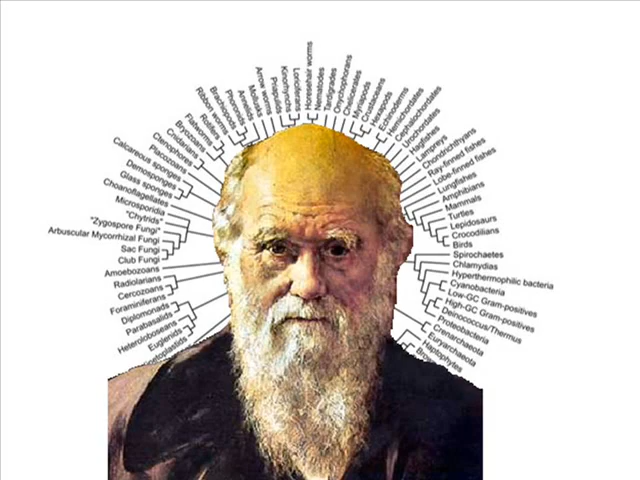 Kinetoplastids
Euglenids
Heteroloboseans
Parabasalids
Diplomonads
Foraminiferans
Cercozoans
Radiolarians
Amoebozoans
Club Fungi
Sac Fungi
Arbuscular Mycorrhizal Fungi
"Zygospore Fungi"
"Chytrids"
Microsporidia
Choanoflagellates
Glass sponges
Demosponges
Calcareous sponges
Placozoans
Ctenophores
Cnidarians
Bryozoans
Flatworms
Rotifers
Ribbon worms
Brachiopods
Phoronids
Annelids
Mollusks
Arrow worms
Priapulids
Kinorhynchs
Loriciferans
Horsehair worms
Nematodes
Tardigrades
Onychophorans
Chelicerates
Myriapods
Crustaceans
Hexapods
Echinoderms
Hemichordates
Cephalochordates
Urochordates
Hagfishes
Lampreys
Chondrichthyans
Ray-finned fishes
Lobe-finned fishes
Lungfishes
Amphibians
Mammals
Turtles
Lepidosaurs
Crocodilians
Birds
Spirochaetes
Chlamydias
Hyperthermophilic bacteria
Cyanobacteria
Low-GC Gram-positives
High-GC Gram-positives
Deinococcus/Thermus
Proteobacteria
Crenarchaeota
Euryarchaeota
Haptophytes